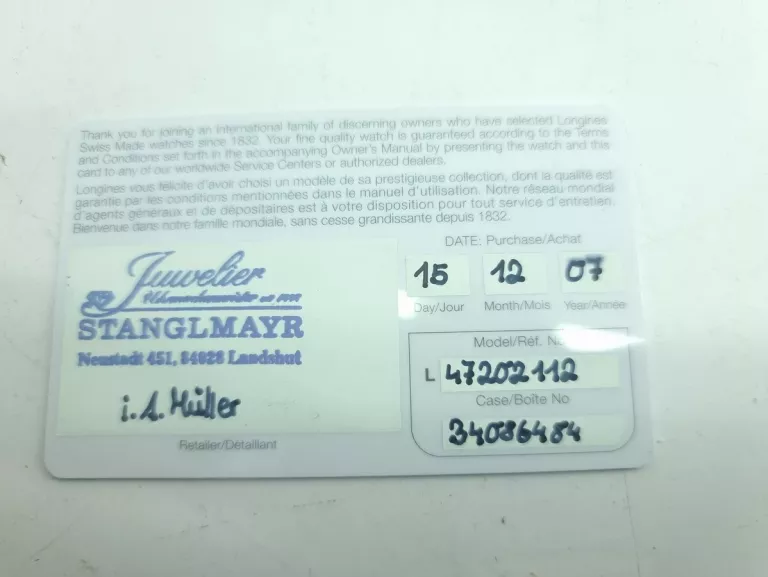 Thank you for joining an international family of discerning owners who have selected Longines
Swiss Made watches since 1832. Your fine quality watch is guaranteed according to the Terms
and Conditions set forth in the accompanying Owner's Manual by presenting the watch and this
card to any of our worldwide Service Centers or authorized dealers.
Longines vous félicite d'avoir choisi un modèle de sa prestigieuse collection, dont la qualité est
garantie par les conditions mentionnées dans le manuel d'utilisation. Notre réseau mondial
d'agents généraux et de dépositaires est à votre disposition pour tout service d'entretien.
Bienvenue dans notre famille mondiale, sans cesse grandissante depuis 1832.
DATE: Purchase/Achat
15 12 07
Day/Jour Month/Mois Year/Année
Juwelier
STANGLMAYR
Neustadt 451, 84028 Landshut
i.A. Müller
Retailer/Détaillant
Model/Réf. No
L 47202112
Case/Boîte No
34086484